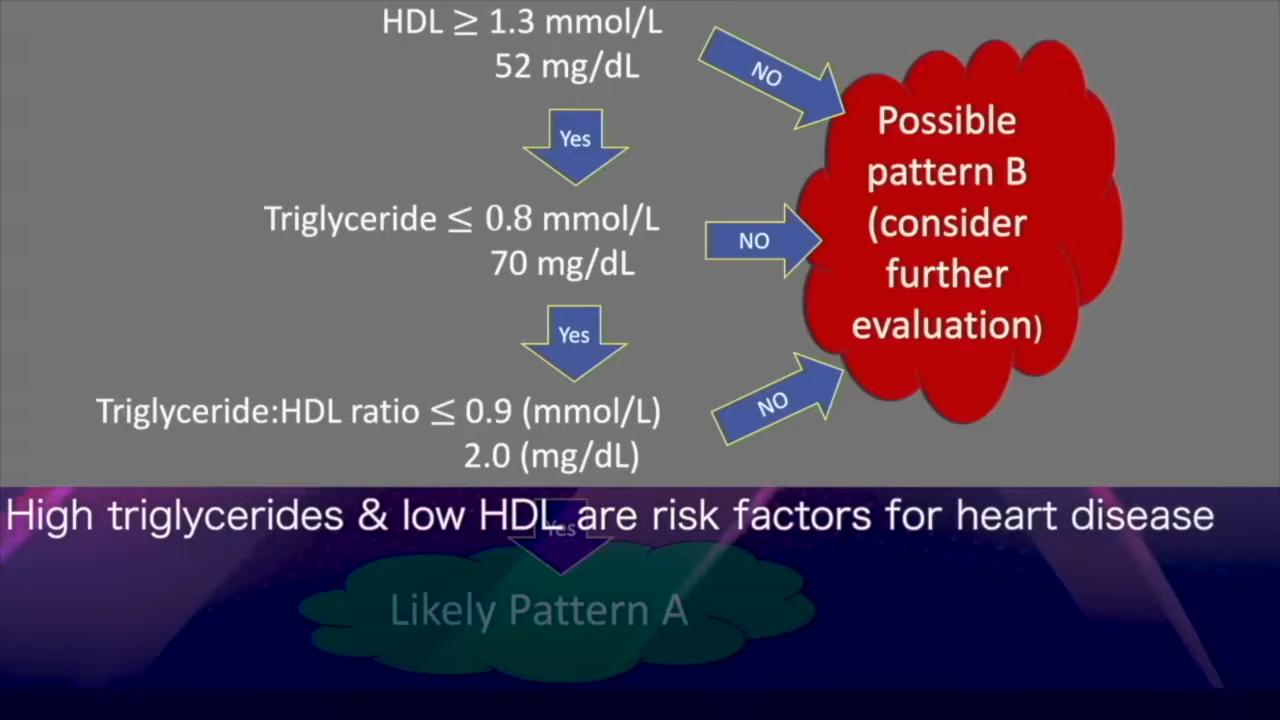 HDL ≥ 1.3 mmol/L
52 mg/dL
NO
Yes
Triglyceride ≤ 0.8 mmol/L
70 mg/dL
NO
Yes
Triglyceride:HDL ratio ≤ 0.9 (mmol/L)
2.0 (mg/dL)
NO
Possible
pattern B
(consider
further
evaluation)
High triglycerides & low HDL are risk factors for heart disease
Yes
Likely Pattern A